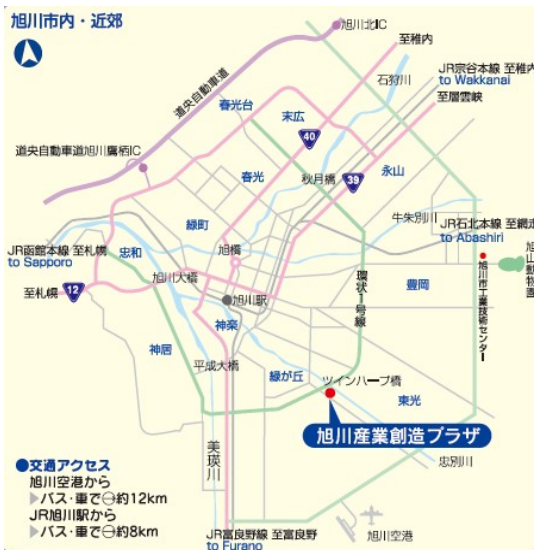 旭川市内・近郊
旭川北IC
至稚内
石狩川
JR宗谷本線 至稚内
to Wakkanai
至層雲峡
道央自動車道
春光台
末広
40
道央自動車道旭川鷹栖IC
秋月橋
39
永山
春光
緑町
牛朱別川
旭橋
JR石北本線 至網走
to Abashiri
JR函館本線 至札幌
to Sapporo
忠和
旭川大橋
旭山動物園
旭川市工業技術センター
豊岡
環状1号線
至札幌
12
旭川駅
神楽
神居
平成大橋
緑が丘
ツインハープ橋
東光
旭川産業創造プラザ
美瑛川
忠別川
●交通アクセス
旭川空港から
▶バス・車で⊖約12km
JR旭川駅から
▶バス・車で⊖約8km
JR富良野線 至富良野
to Furano
旭川空港